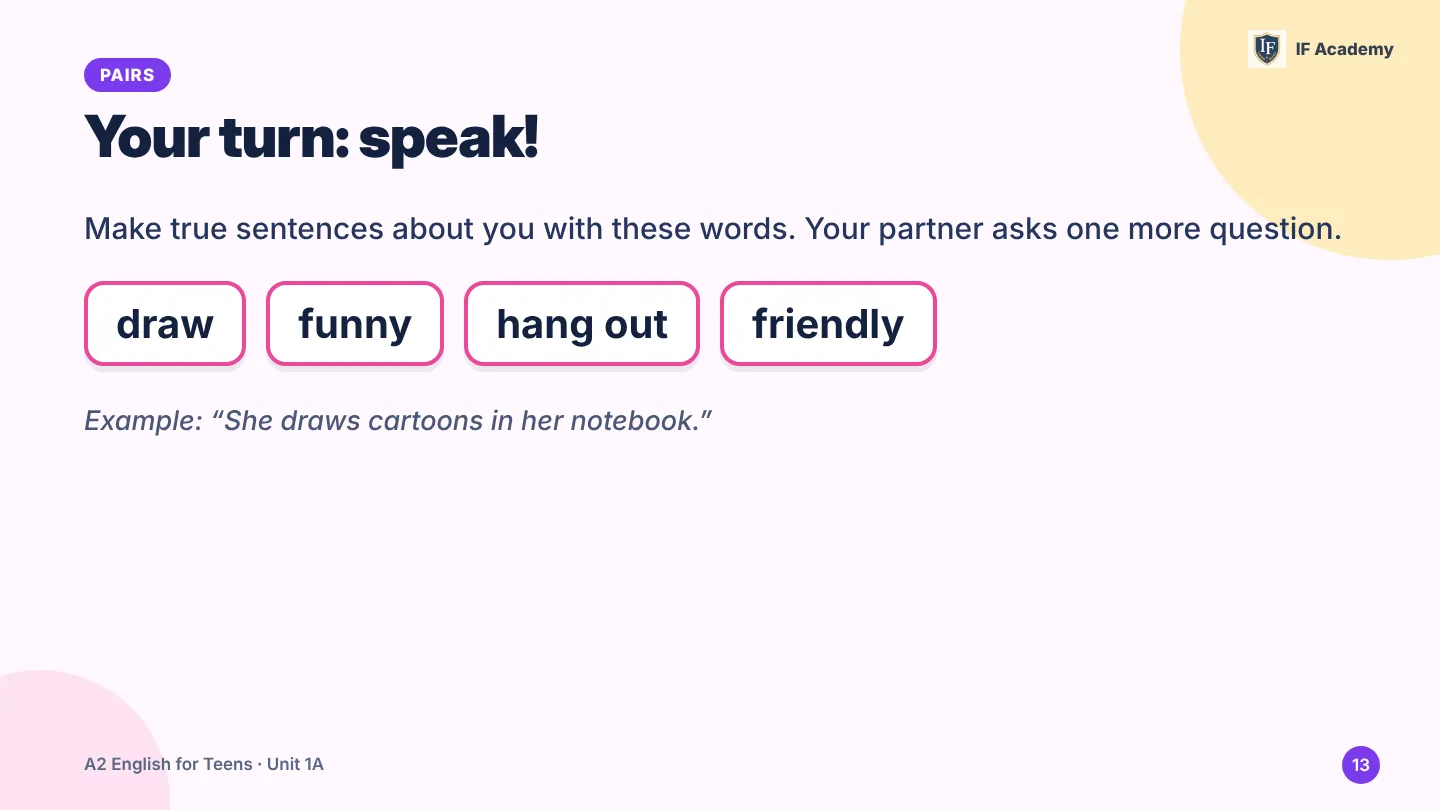 IF IF Academy
PAIRS
Your turn: speak!
Make true sentences about you with these words. Your partner asks one more question.
draw funny hang out friendly
Example: “She draws cartoons in her notebook.”
A2 English for Teens · Unit 1A
13